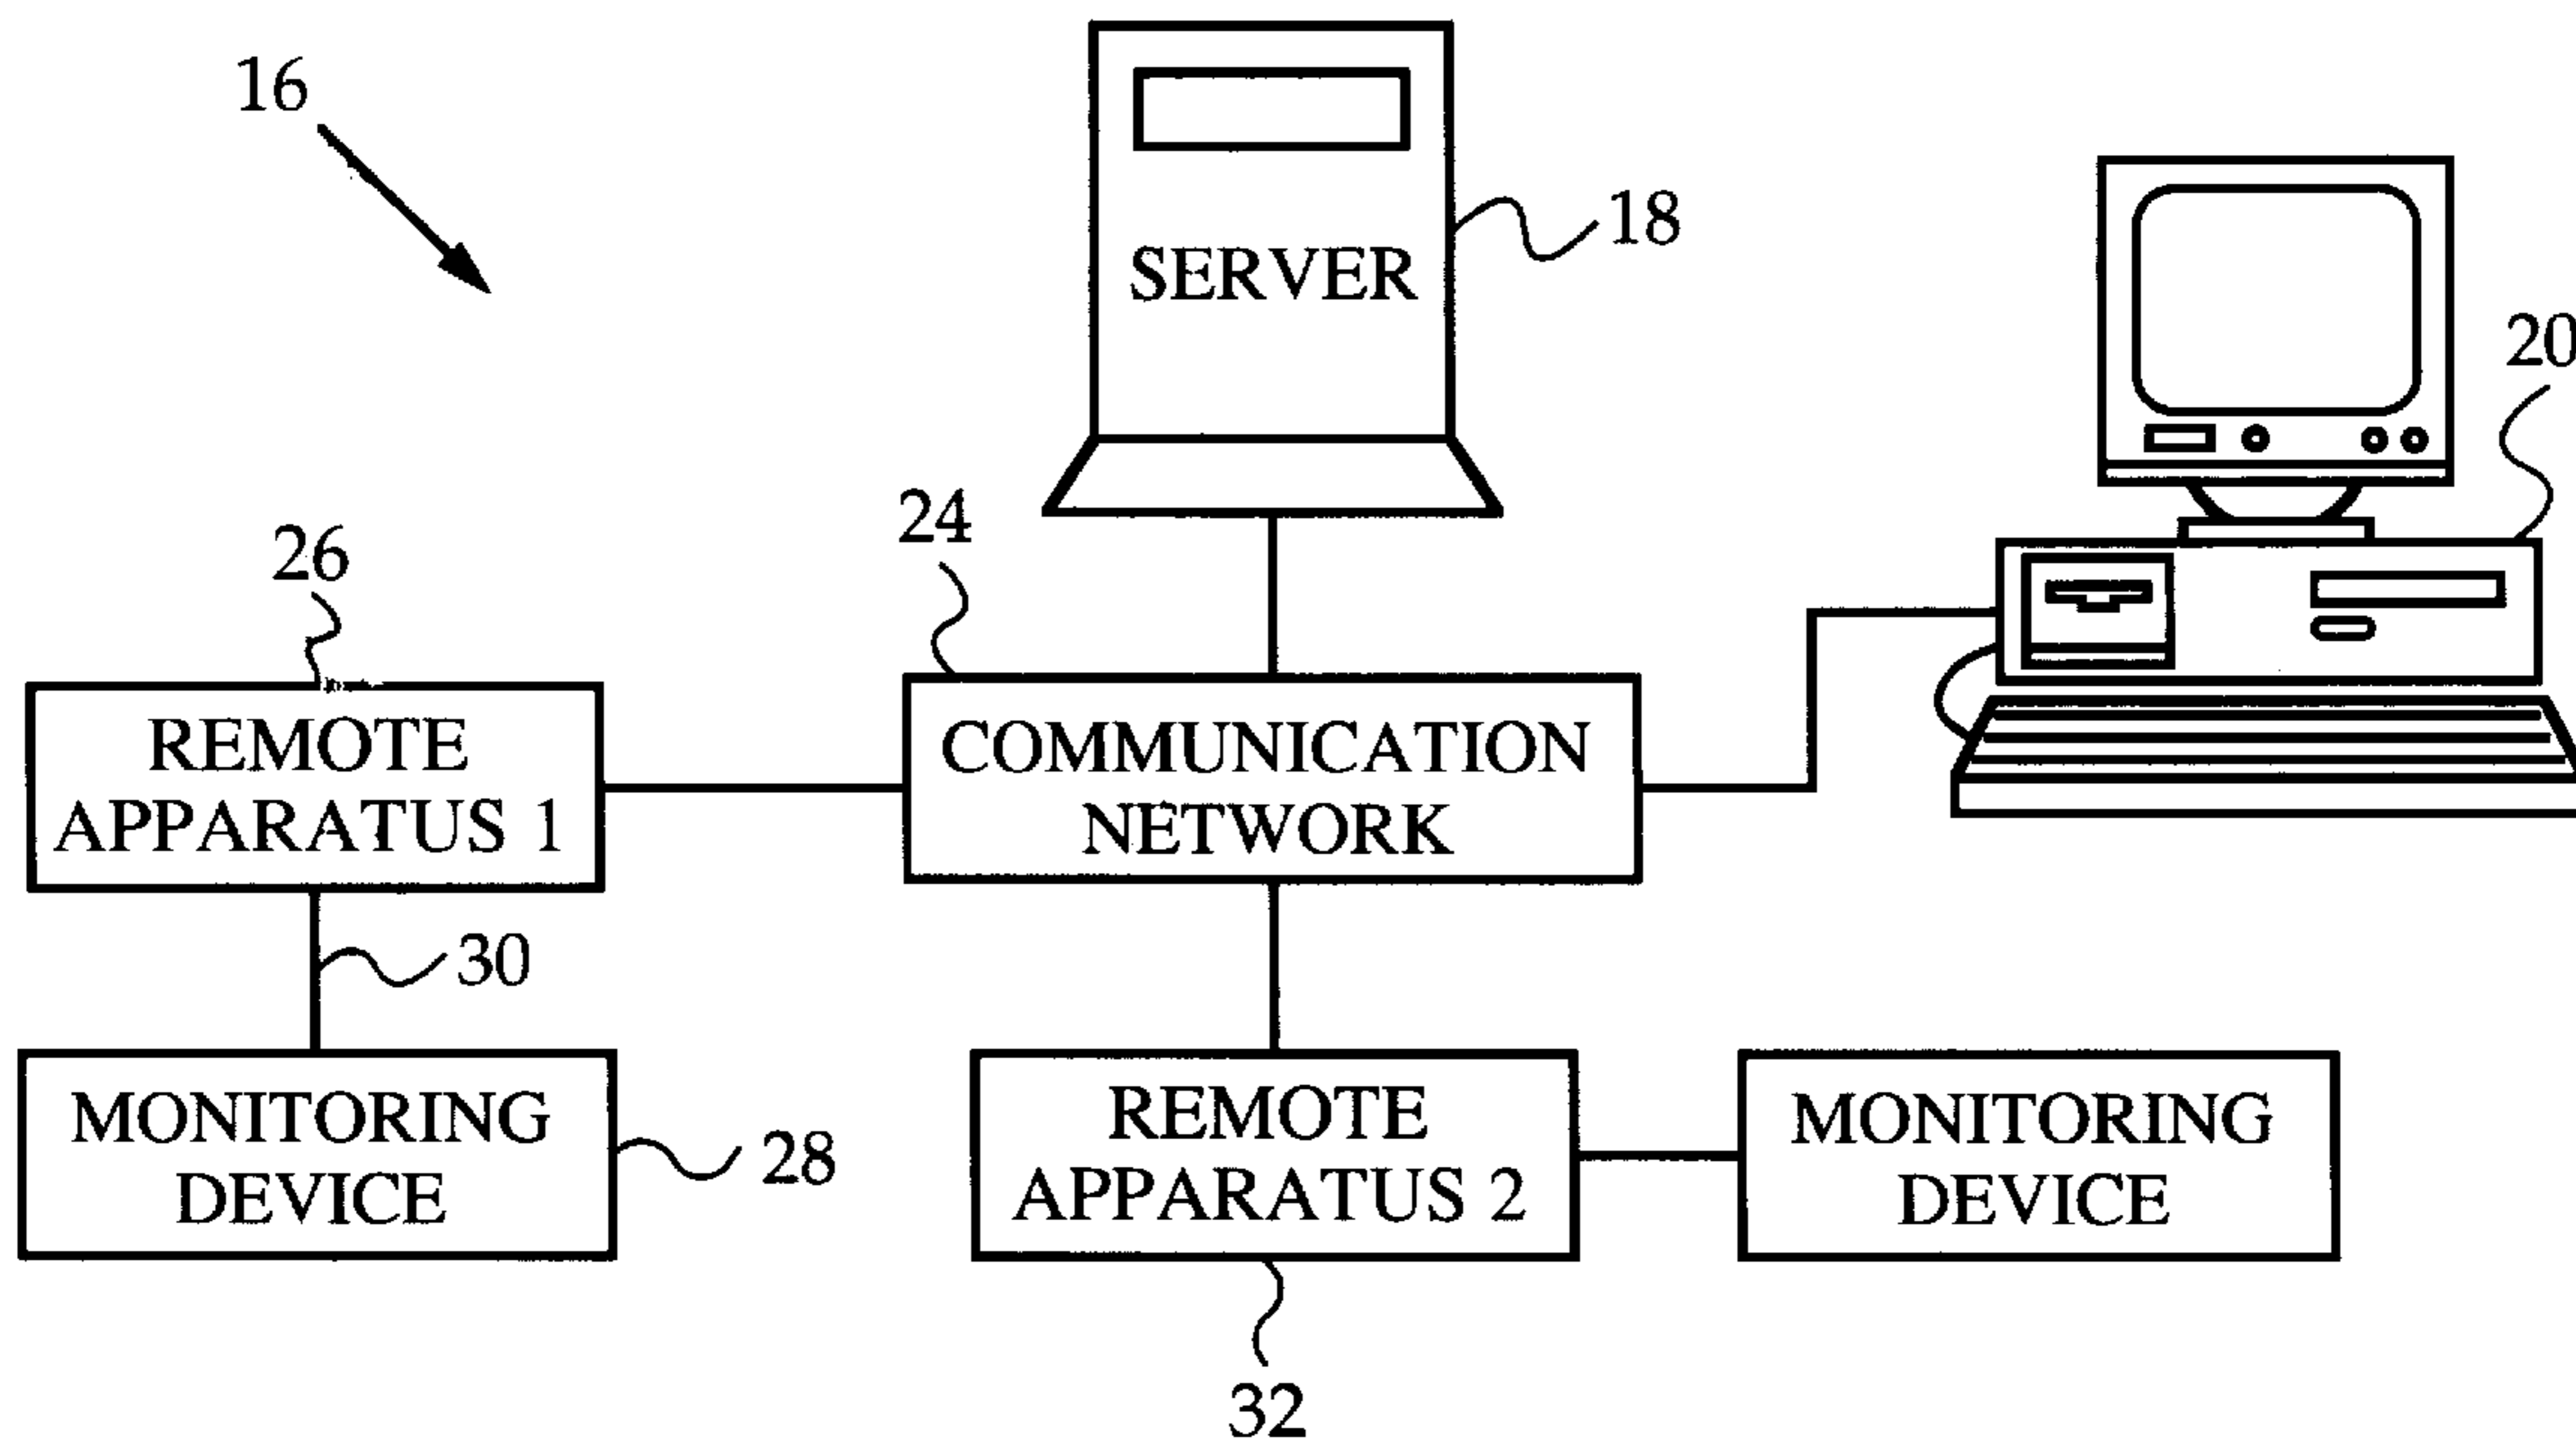 16
SERVER
18
20
24
26
REMOTE
APPARATUS 1
COMMUNICATION
NETWORK
30
MONITORING
DEVICE
28
REMOTE
APPARATUS 2
MONITORING
DEVICE
32